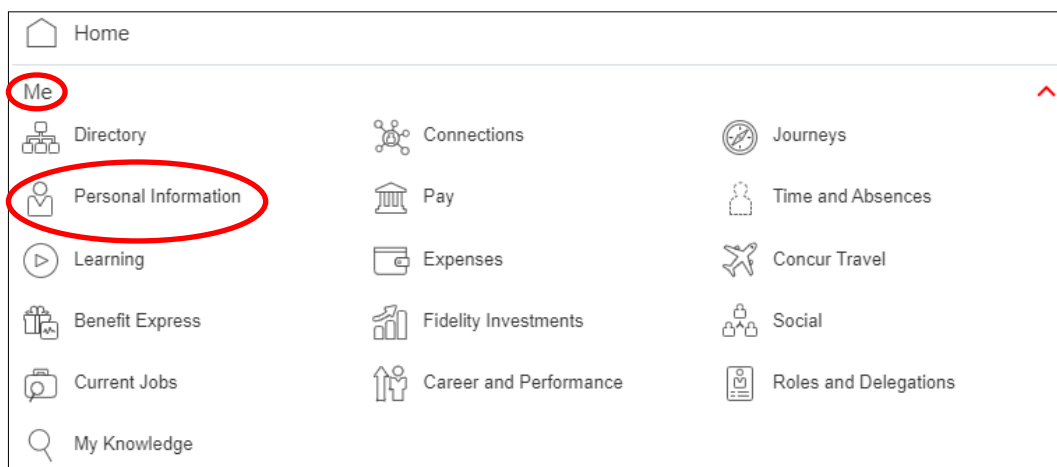 Home
Me
Directory
Connections
Journeys
Personal Information
Pay
Time and Absences
Learning
Expenses
Concur Travel
Benefit Express
Fidelity Investments
Social
Current Jobs
Career and Performance
Roles and Delegations
My Knowledge